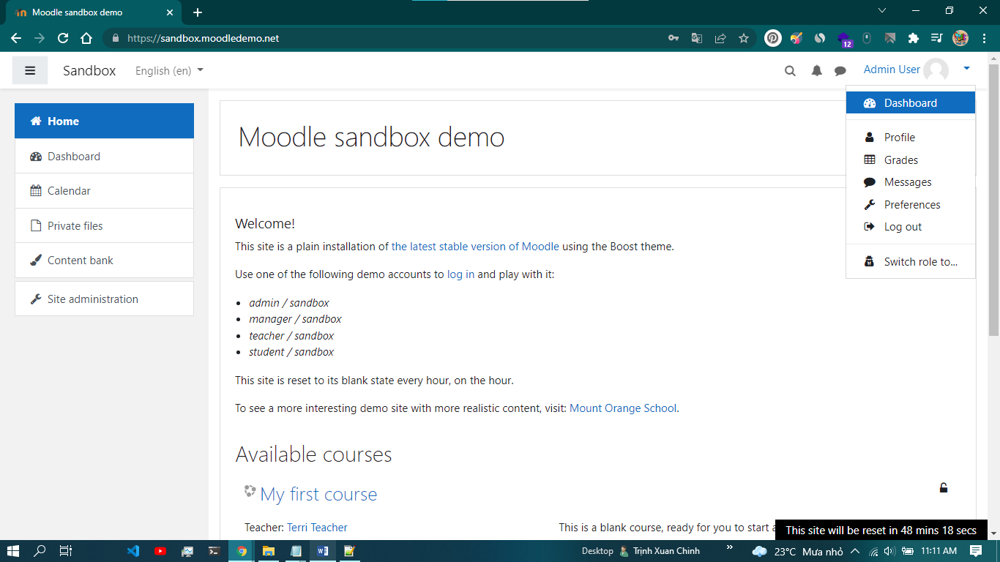 Moodle sandbox demo
https://sandbox.moodledemo.net
12
Sandbox
English (en)
Admin User
Home
Dashboard
Calendar
Private files
Content bank
Site administration
Dashboard
Profile
Grades
Messages
Preferences
Log out
Switch role to...
Moodle sandbox demo
Welcome!
This site is a plain installation of the latest stable version of Moodle using the Boost theme.
Use one of the following demo accounts to log in and play with it:
admin / sandbox
manager / sandbox
teacher / sandbox
student / sandbox
This site is reset to its blank state every hour, on the hour.
To see a more interesting demo site with more realistic content, visit: Mount Orange School.
Available courses
My first course
Teacher: Terri Teacher
This is a blank course, ready for you to start
This site will be reset in 48 mins 18 secs
Desktop
Trịnh Xuan Chinh
23°C Mưa nhỏ
11:11 AM